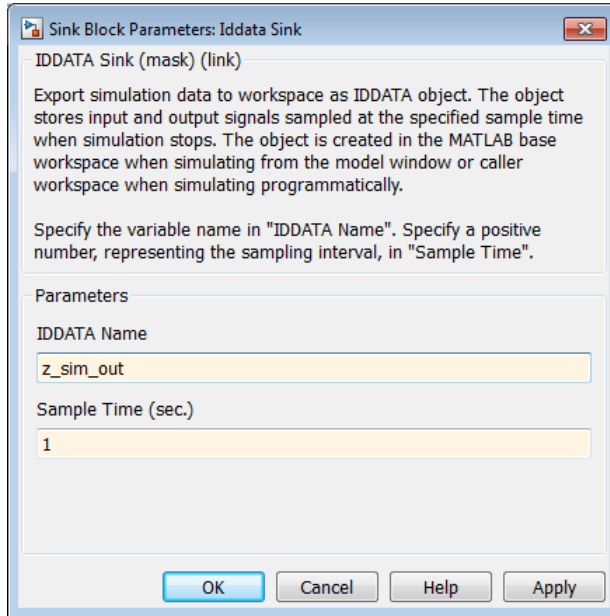 Sink Block Parameters: Iddata Sink
IDDATA Sink (mask) (link)
Export simulation data to workspace as IDDATA object. The object
stores input and output signals sampled at the specified sample time
when simulation stops. The object is created in the MATLAB base
workspace when simulating from the model window or caller
workspace when simulating programmatically.
Specify the variable name in "IDDATA Name". Specify a positive
number, representing the sampling interval, in "Sample Time".
Parameters
IDDATA Name
z_sim_out
Sample Time (sec.)
1
OK Cancel Help Apply